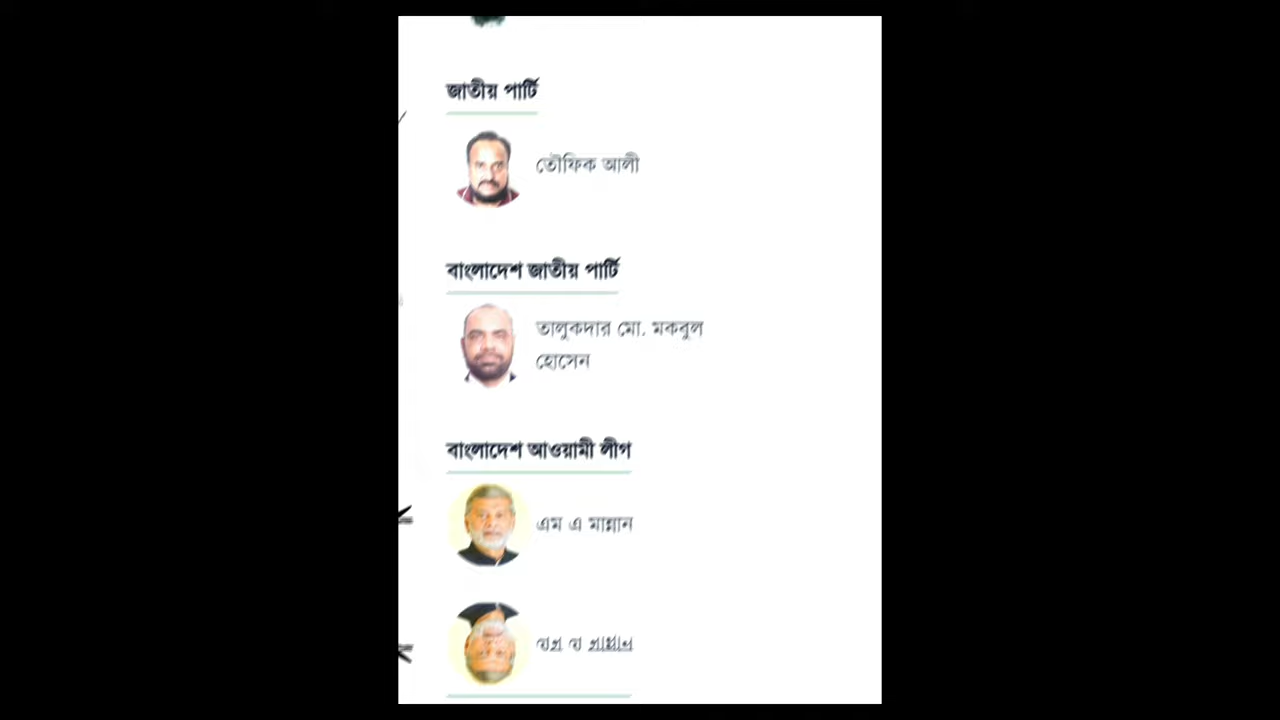 জাতীয় পার্টি
তৌফিক আলী
বাংলাদেশ জাতীয় পার্টি
তালুকদার মো. মকবুল
হোসেন
বাংলাদেশ আওয়ামী লীগ
এম এ মান্নান